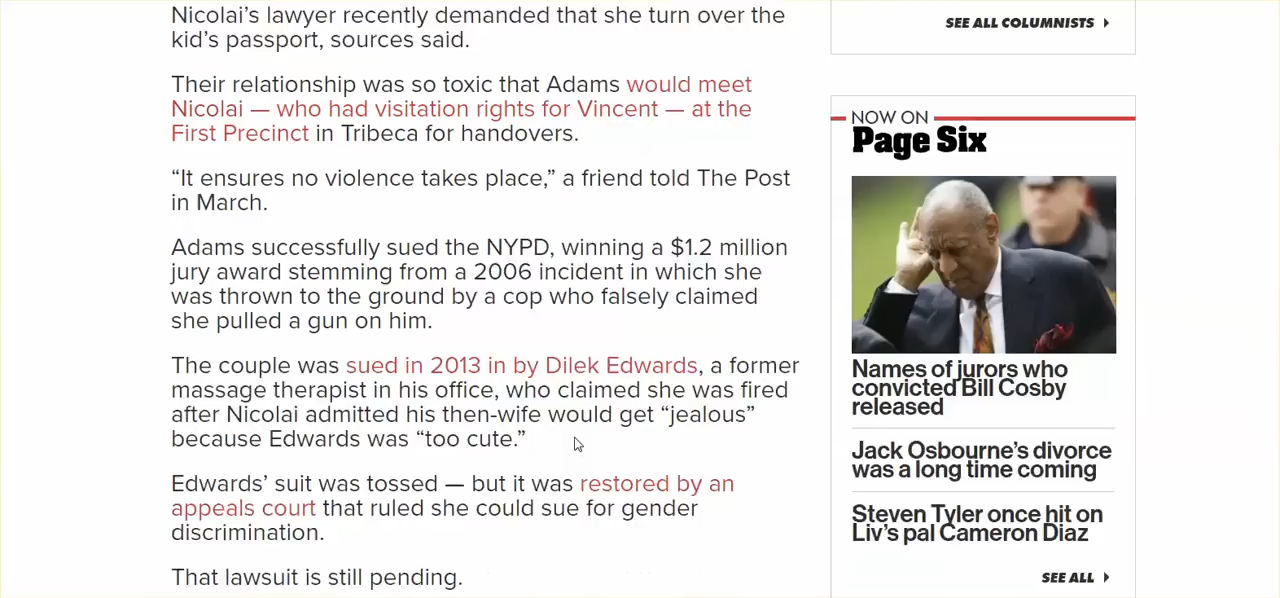 Nicolai’s lawyer recently demanded that she turn over the
kid’s passport, sources said.
Their relationship was so toxic that Adams would meet
Nicolai — who had visitation rights for Vincent — at the
First Precinct in Tribeca for handovers.
“It ensures no violence takes place,” a friend told The Post
in March.
Adams successfully sued the NYPD, winning a $1.2 million
jury award stemming from a 2006 incident in which she
was thrown to the ground by a cop who falsely claimed
she pulled a gun on him.
The couple was sued in 2013 in by Dilek Edwards, a former
massage therapist in his office, who claimed she was fired
after Nicolai admitted his then-wife would get “jealous”
because Edwards was “too cute.”
Edwards’ suit was tossed — but it was restored by an
appeals court that ruled she could sue for gender
discrimination.
That lawsuit is still pending.
SEE ALL COLUMNISTS
NOW ON
Page Six
Names of jurors who
convicted Bill Cosby
released
Jack Osbourne’s divorce
was a long time coming
Steven Tyler once hit on
Liv’s pal Cameron Diaz
SEE ALL